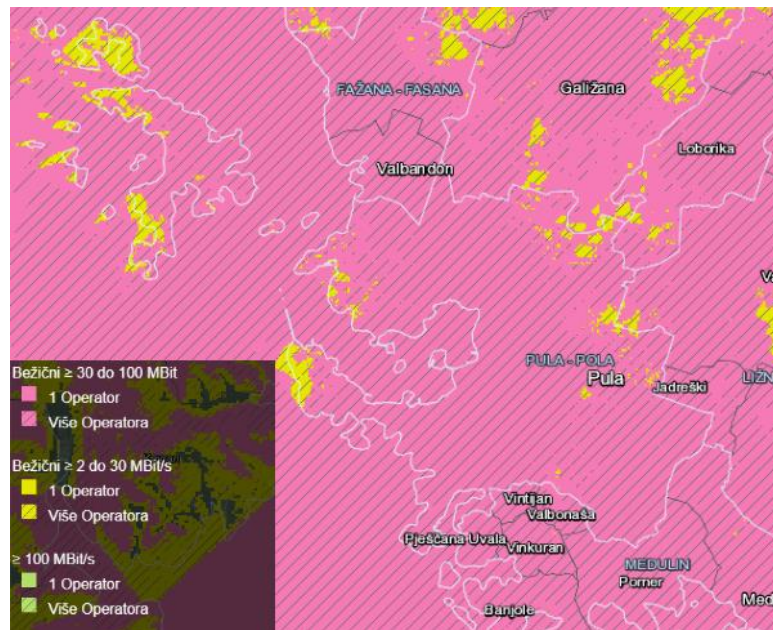 FAŽANA - FASANA
Galižana
Loborika
Valbandon
PULA - POLA
Pula
Jadreški
LIŽN
Vintijan
Valbonaša
Pješčana Uvala
Vinkuran
MEDULIN
Pomer
Med
Banjole
Bežični ≥ 30 do 100 MBit
1 Operator
Više Operatora
Bežični ≥ 2 do 30 MBit/s
1 Operator
Više Operatora
≥ 100 MBit/s
1 Operator
Više Operatora